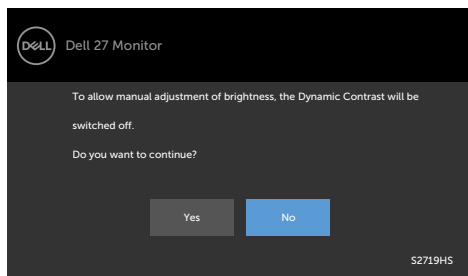 DELL Dell 27 Monitor
To allow manual adjustment of brightness, the Dynamic Contrast will be
switched off.
Do you want to continue?
Yes No
S2719HS